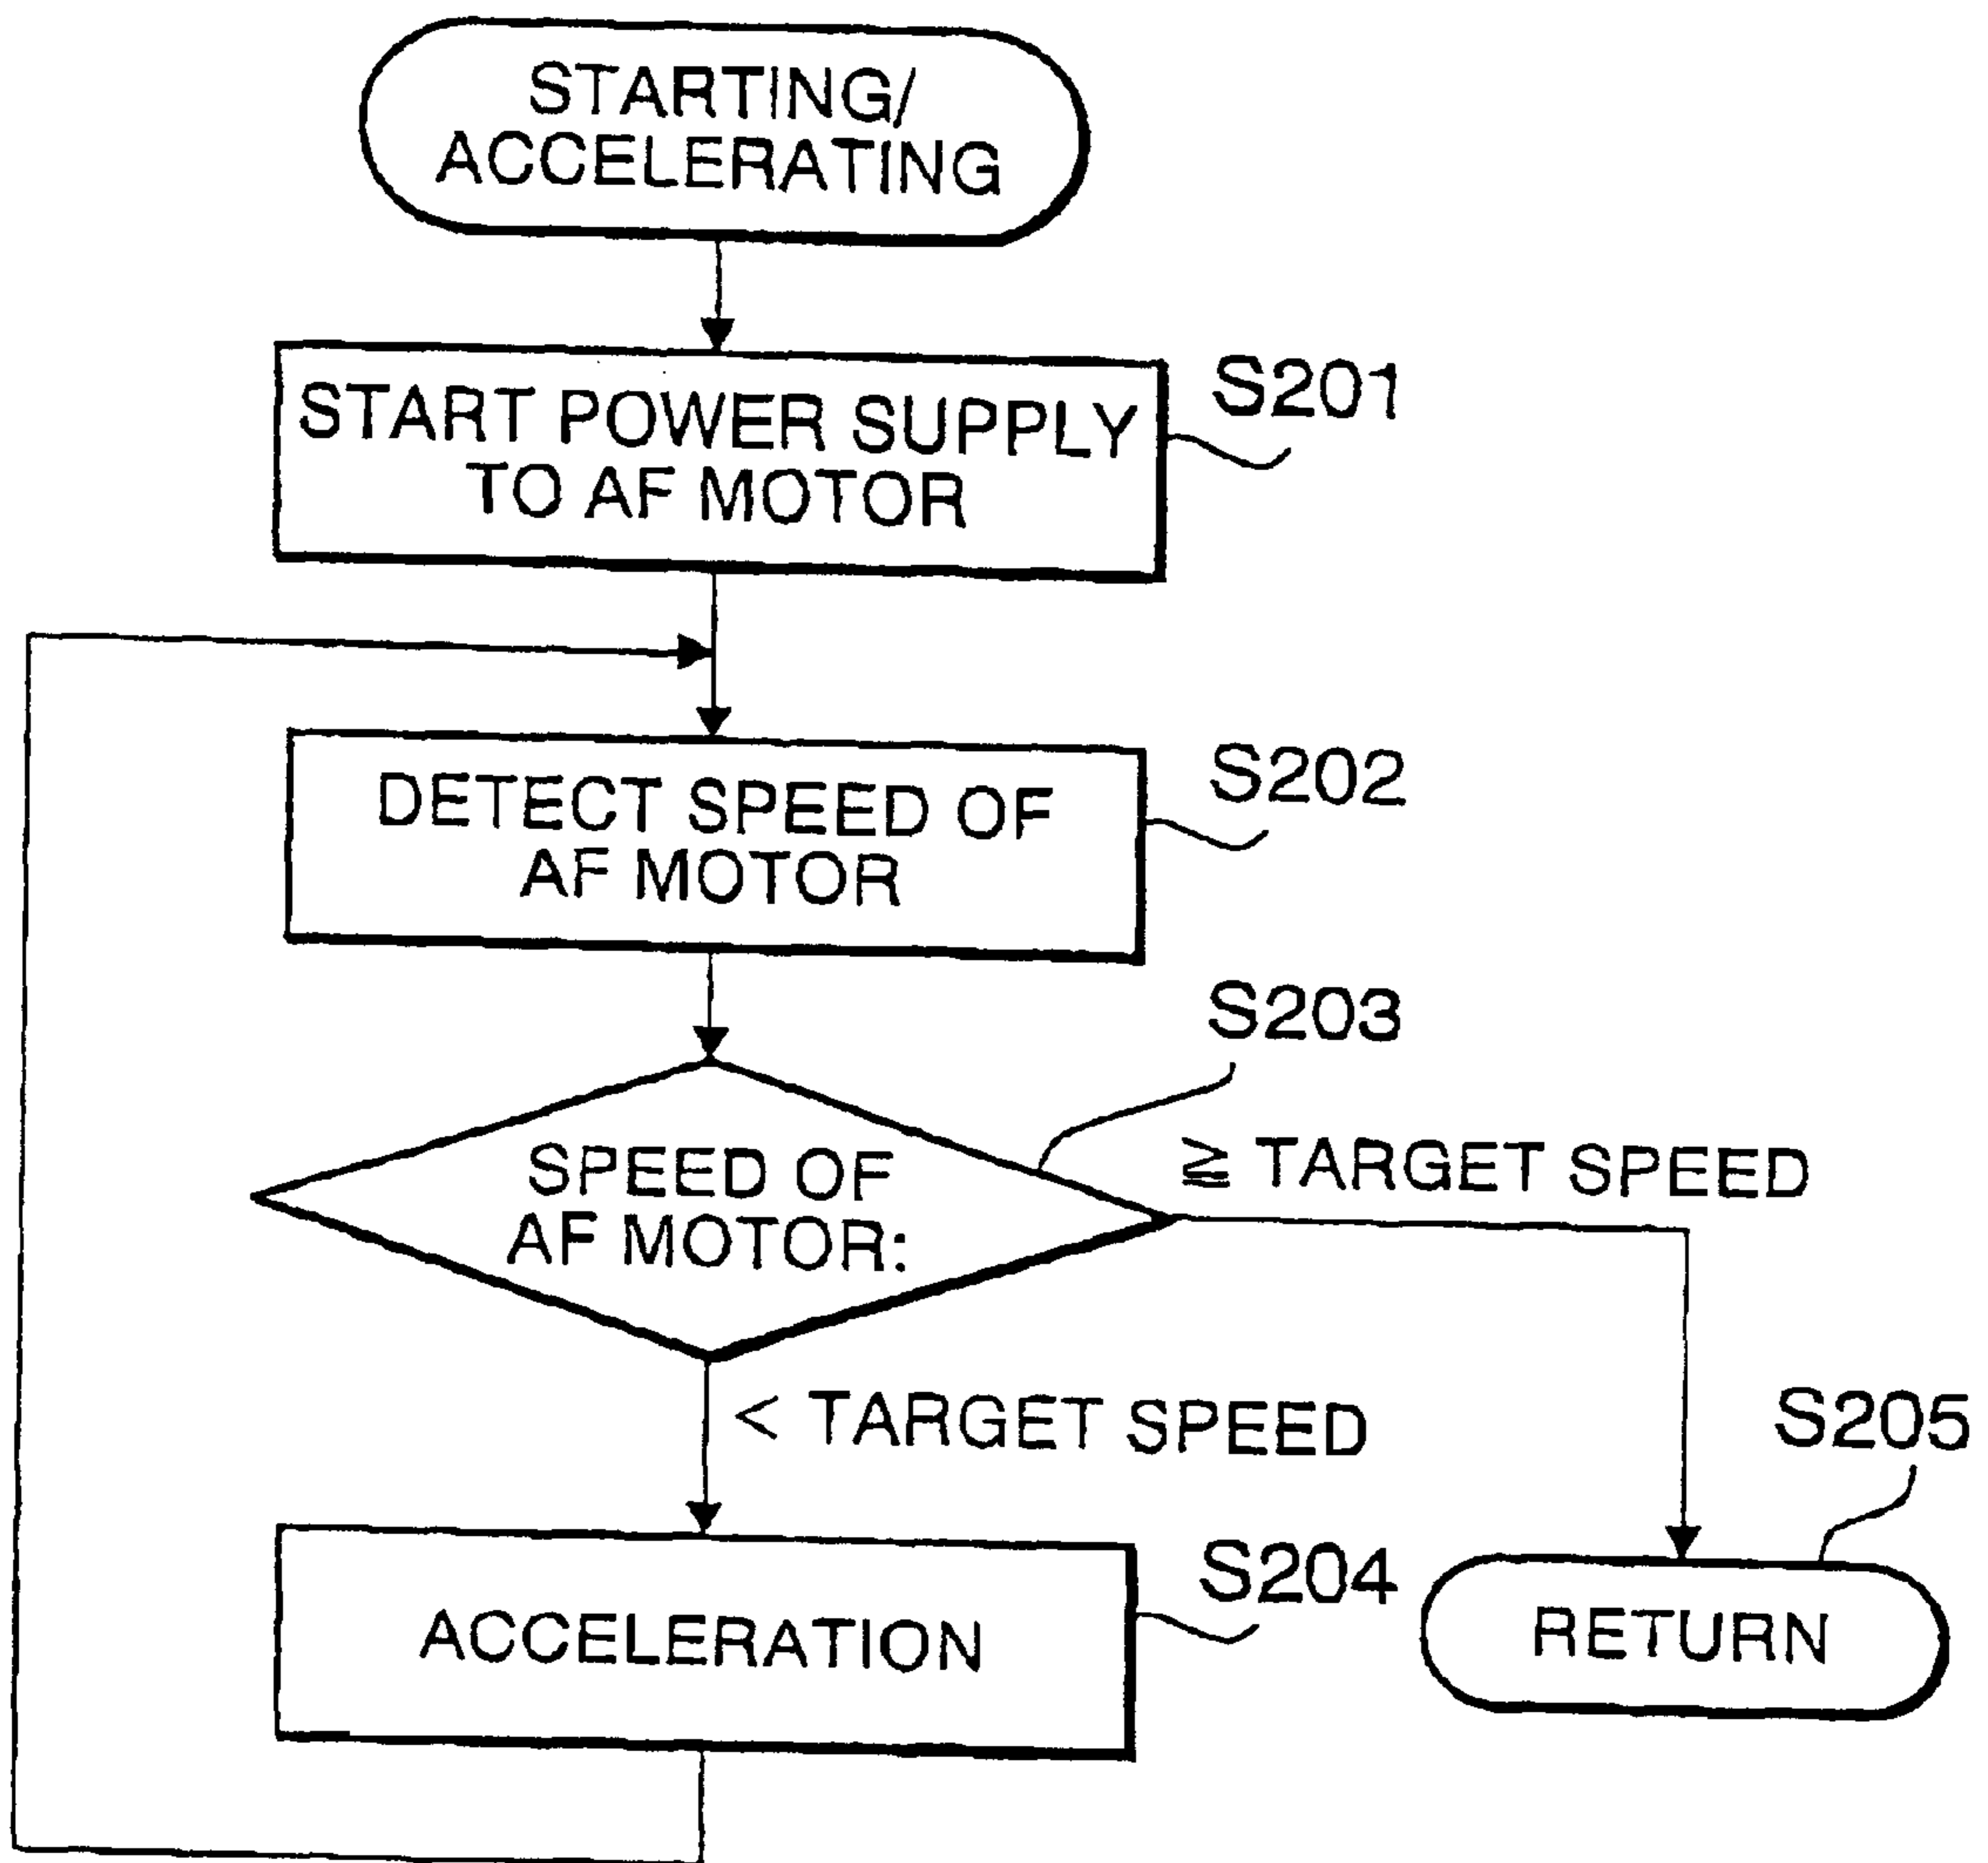 STARTING/
ACCELERATING
START POWER SUPPLY
TO AF MOTOR
S201
DETECT SPEED OF
AF MOTOR
S202
S203
SPEED OF
AF MOTOR:
≧ TARGET SPEED
< TARGET SPEED
S205
ACCELERATION
S204
RETURN